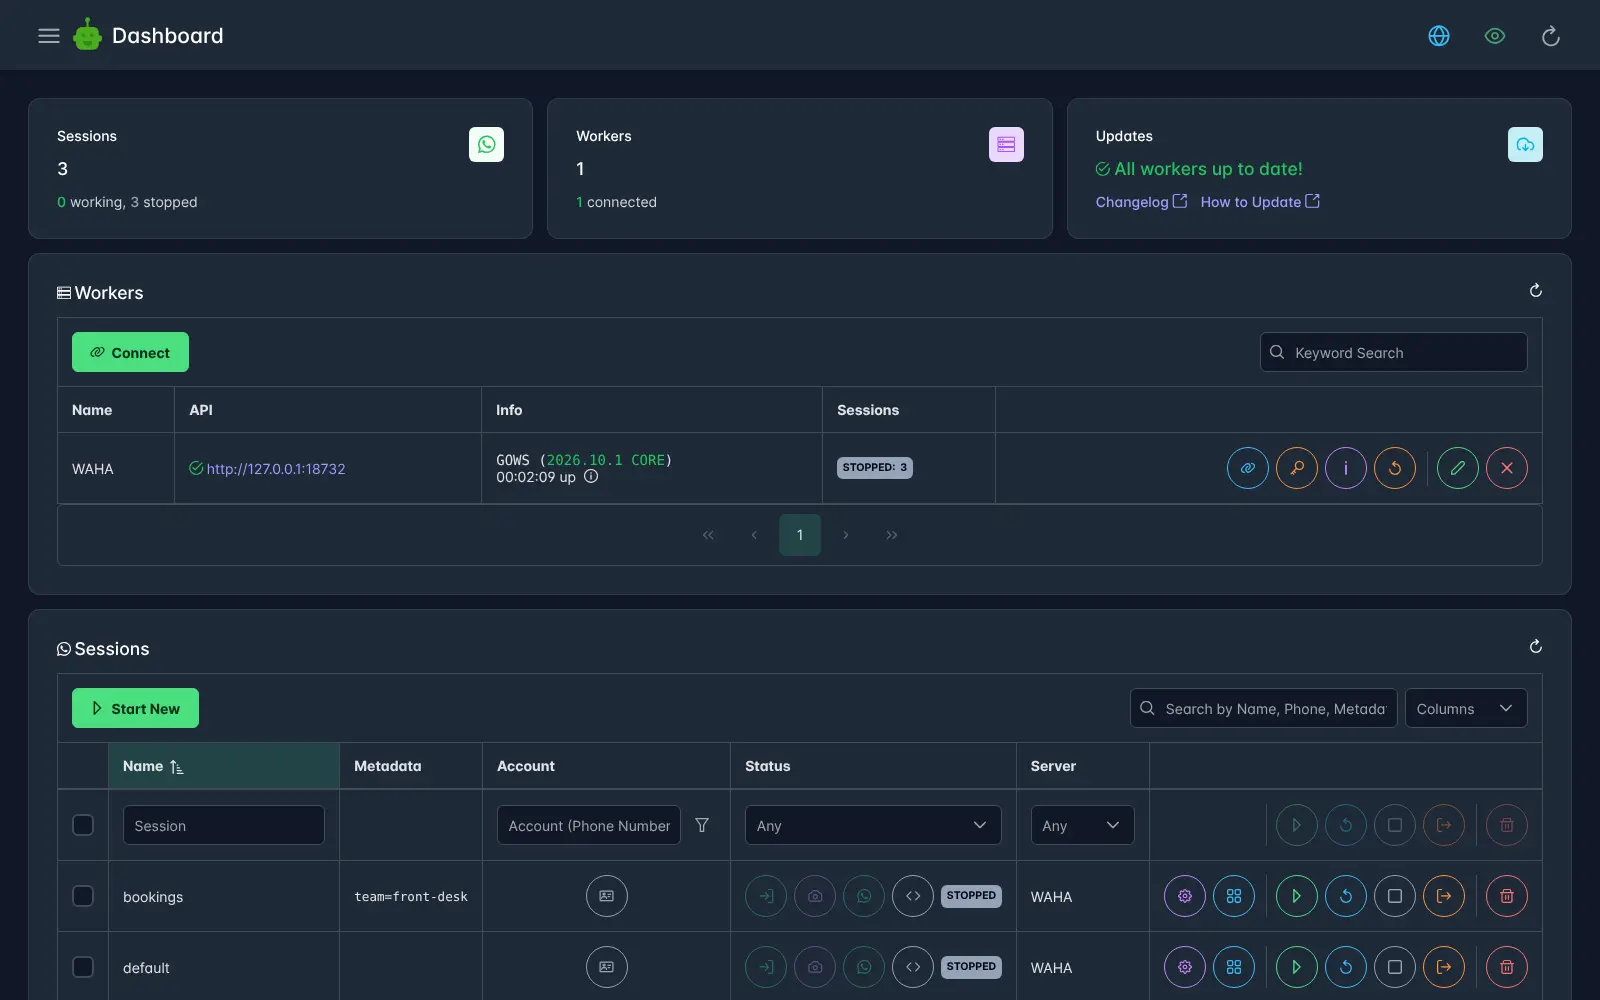 Dashboard
Sessions
3
0 working, 3 stopped
Workers
1
1 connected
Updates
All workers up to date!
Changelog How to Update
Workers
Connect
Keyword Search
Name API Info Sessions
WAHA http://127.0.0.1:18732 GOWS (2026.10.1 CORE) STOPPED: 3
00:02:09 up
1
Sessions
Start New
Search by Name, Phone, Metadat Columns
Name Metadata Account Status Server
Session Account (Phone Number Any Any
bookings team=front-desk STOPPED WAHA
default STOPPED WAHA